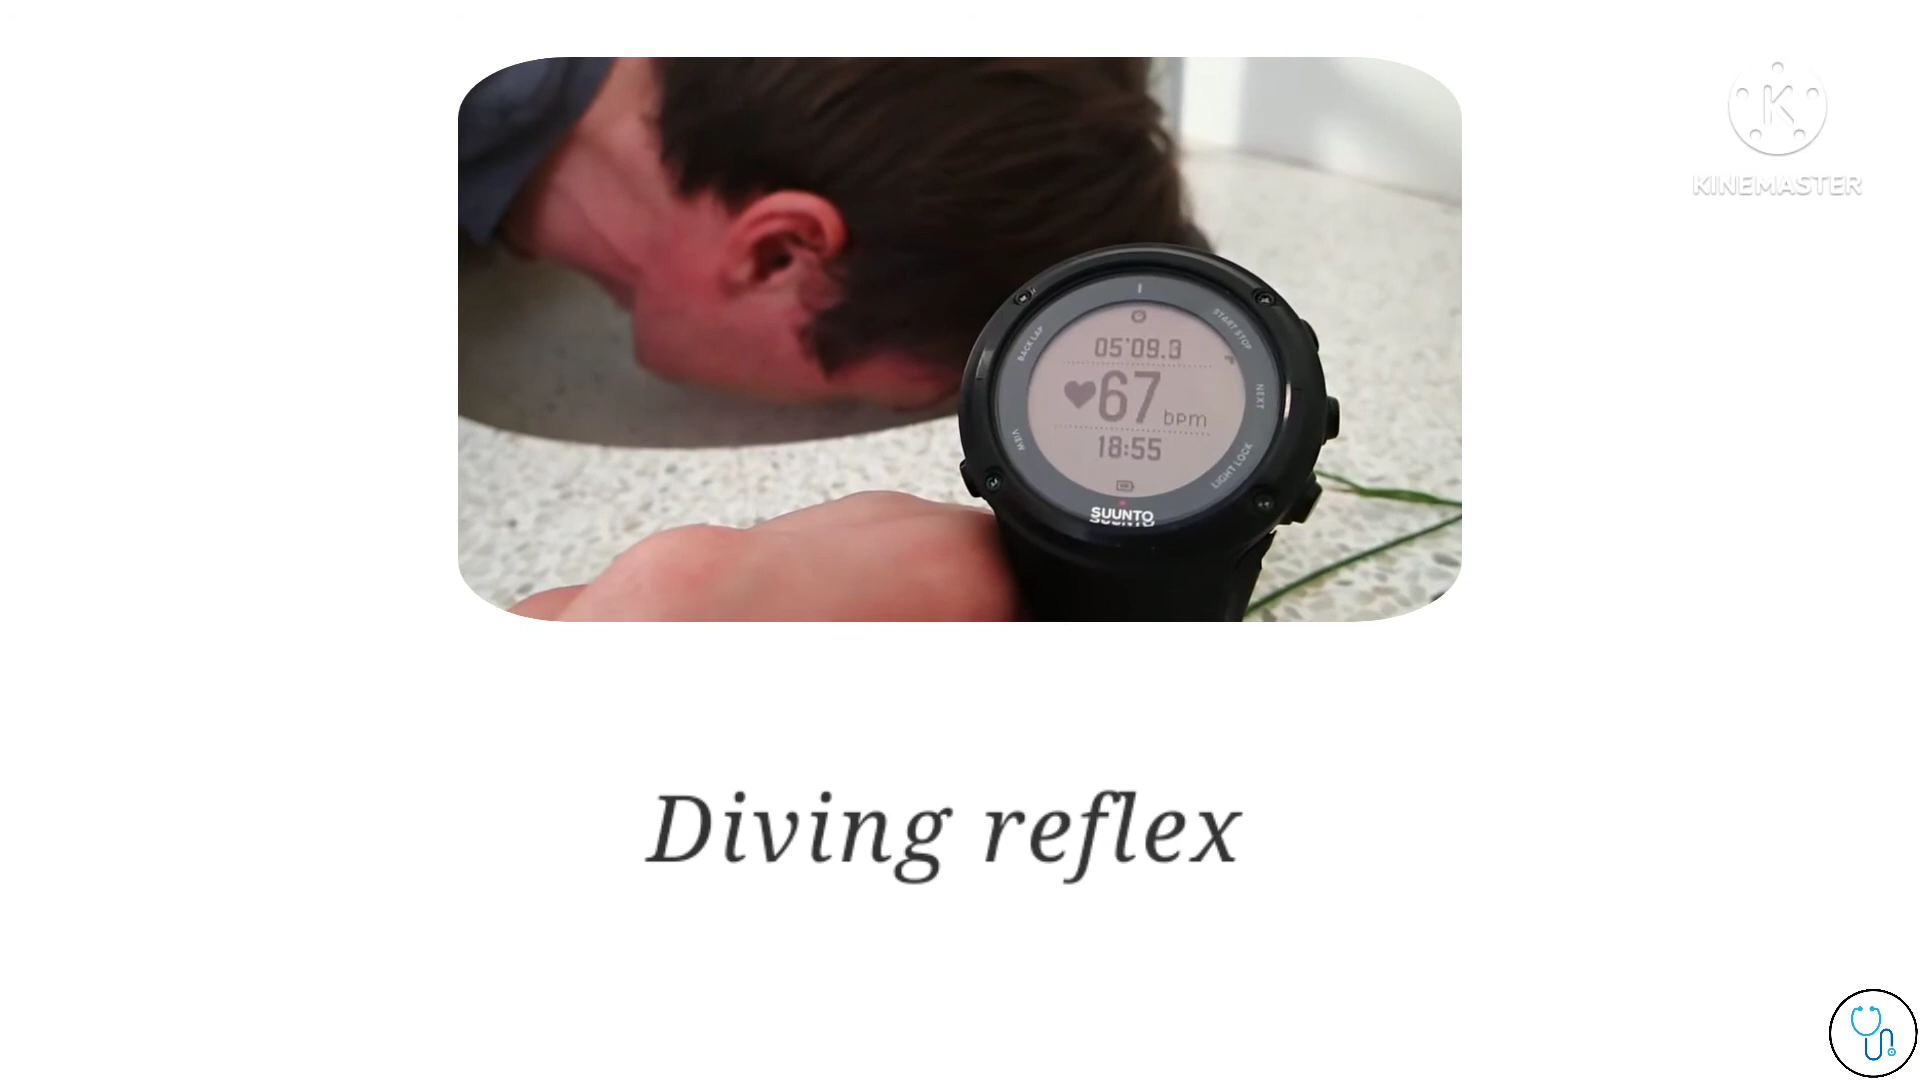 KINEMASTER
START STOP
BACK LAP
05'09.3
NEXT
67 bpm
VIEW
18:55
LIGHT LOCK
SUUNTO
Diving reflex